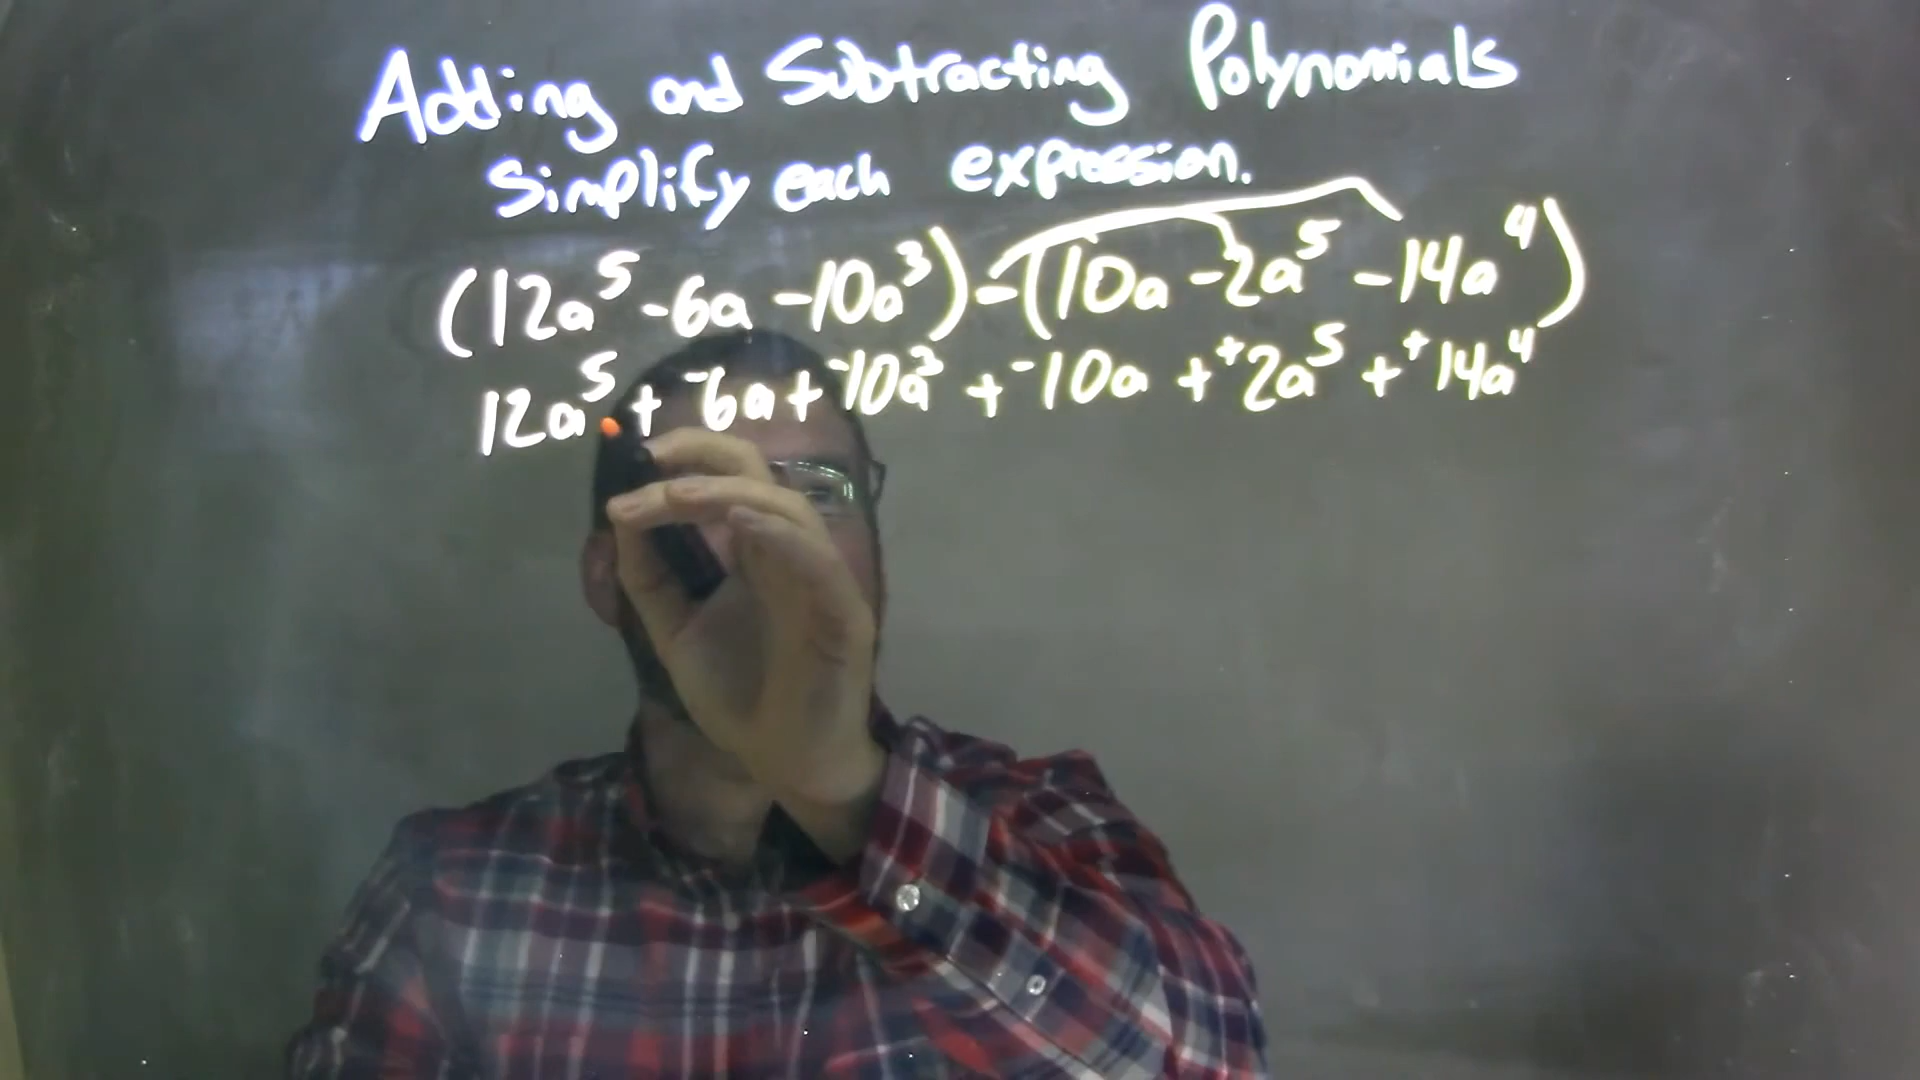 Adding and Subtracting Polynomials
Simplify each expression.
(12a⁵ -6a -10a³) - (10a -2a⁵ -14a⁴)
12a⁵ + ⁻6a + ⁻10a³ + ⁻10a + ⁺2a⁵ + ⁺14a⁴